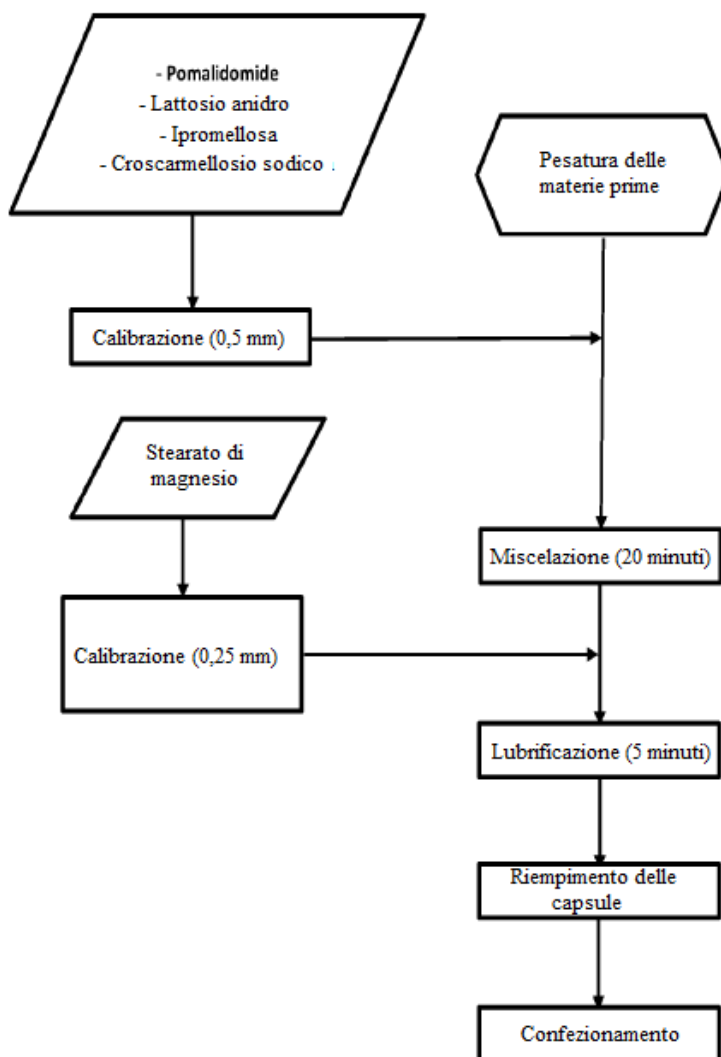 - Pomalidomide
- Lattosio anidro
- Ipromellosa
- Croscarmellosio sodico .
Pesatura delle
materie prime
Calibrazione (0,5 mm)
Stearato di
magnesio
Miscelazione (20 minuti)
Calibrazione (0,25 mm)
Lubrificazione (5 minuti)
Riempimento delle
capsule
Confezionamento